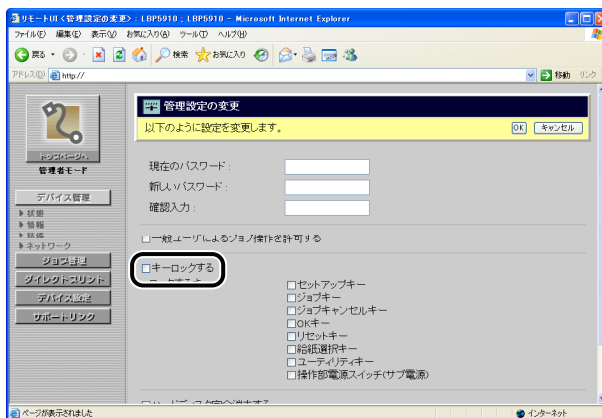 リモートUI<管理設定の変更> : LBP5910 ; LBP5910 - Microsoft Internet Explorer
ファイル(F) 編集(E) 表示(V) お気に入り(A) ツール(T) ヘルプ(H)
戻る 検索 お気に入り
アドレス(D) http:// 移動 リンク
管理設定の変更
以下のように設定を変更します。 OK キャンセル
トップページへ
管理者モード
デバイス管理
状態
情報
ネットワーク
ジョブ管理
ダイレクトプリント
デバイス設定
サポートリンク
現在のパスワード :
新しいパスワード :
確認入力 :
一般ユーザによるジョブ操作を許可する
キーロックする
セットアップキー
ジョブキー
ジョブキャンセルキー
OKキー
リセットキー
給紙選択キー
ユーティリティキー
操作部電源スイッチ(サブ電源)
ページが表示されました インターネット